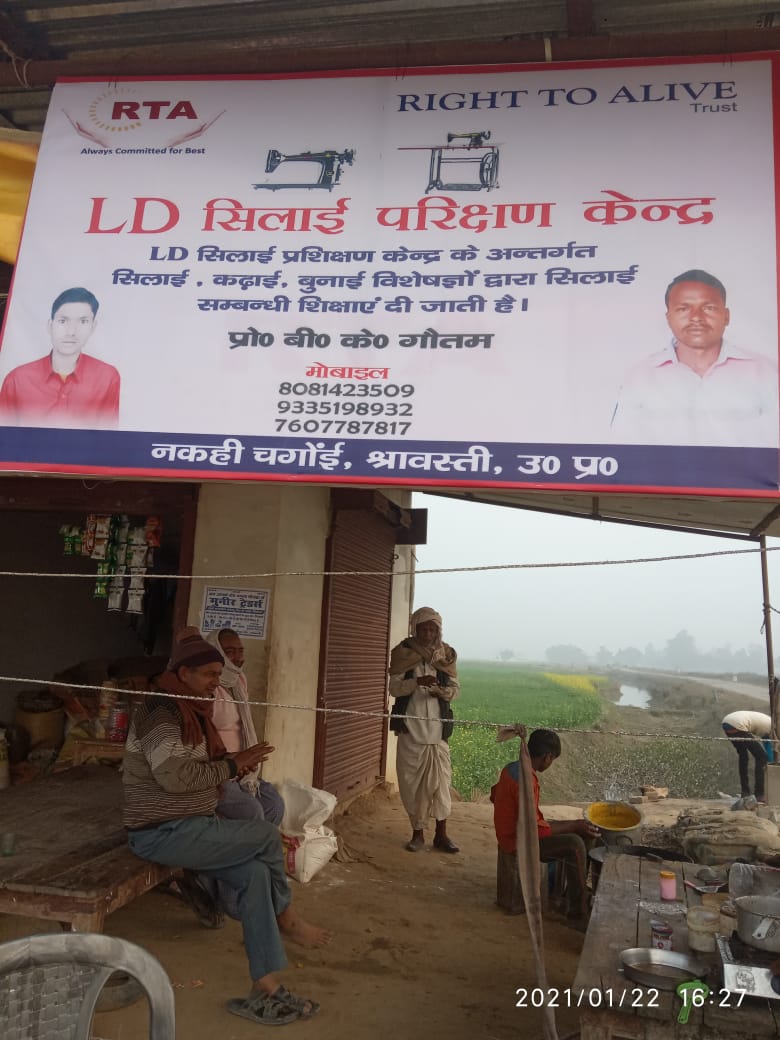 RTA
Always Committed for Best
RIGHT TO ALIVE
Trust
LD सिलाई परिक्षण केन्द्र
LD सिलाई प्रशिक्षण केन्द्र के अन्तर्गत
सिलाई , कढ़ाई, बुनाई विशेषज्ञों द्वारा सिलाई
सम्बन्धी शिक्षाएं दी जाती है।
प्रो० बी० के० गौतम
मोबाइल
8081423509
9335198932
7607787817
नकही चगोंई, श्रावस्ती, उ० प्र०
मुनीर ट्रेडर्स
2021/01/22 16:27